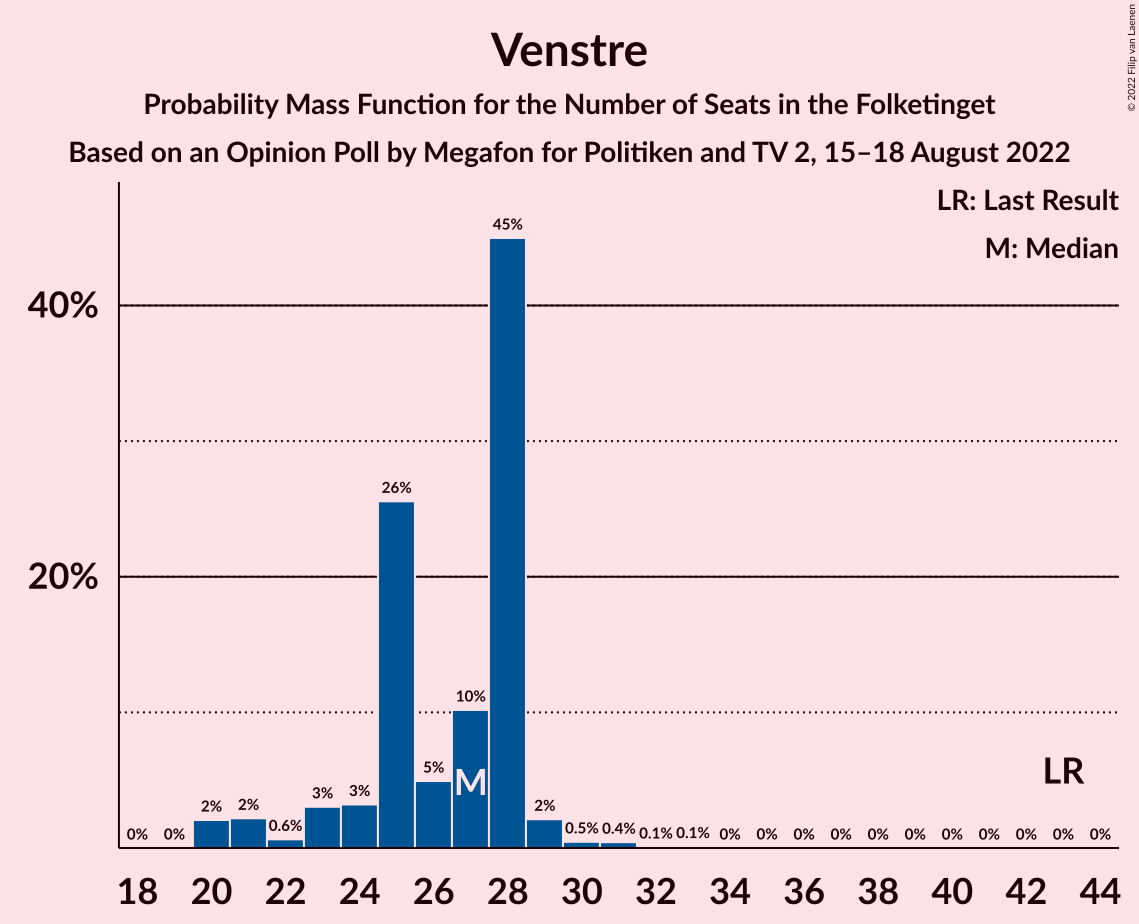 Venstre
Probability Mass Function for the Number of Seats in the Folketinget
Based on an Opinion Poll by Megafon for Politiken and TV 2, 15–18 August 2022
© 2022 Filip van Laenen
LR: Last Result
M: Median
40%
20%
0% 0% 2% 2% 0.6% 3% 3% 26% 5% 10% 45% 2% 0.5% 0.4% 0.1% 0.1% 0% 0% 0% 0% 0% 0% 0% 0% 0% 0% 0%
M
LR
18 20 22 24 26 28 30 32 34 36 38 40 42 44